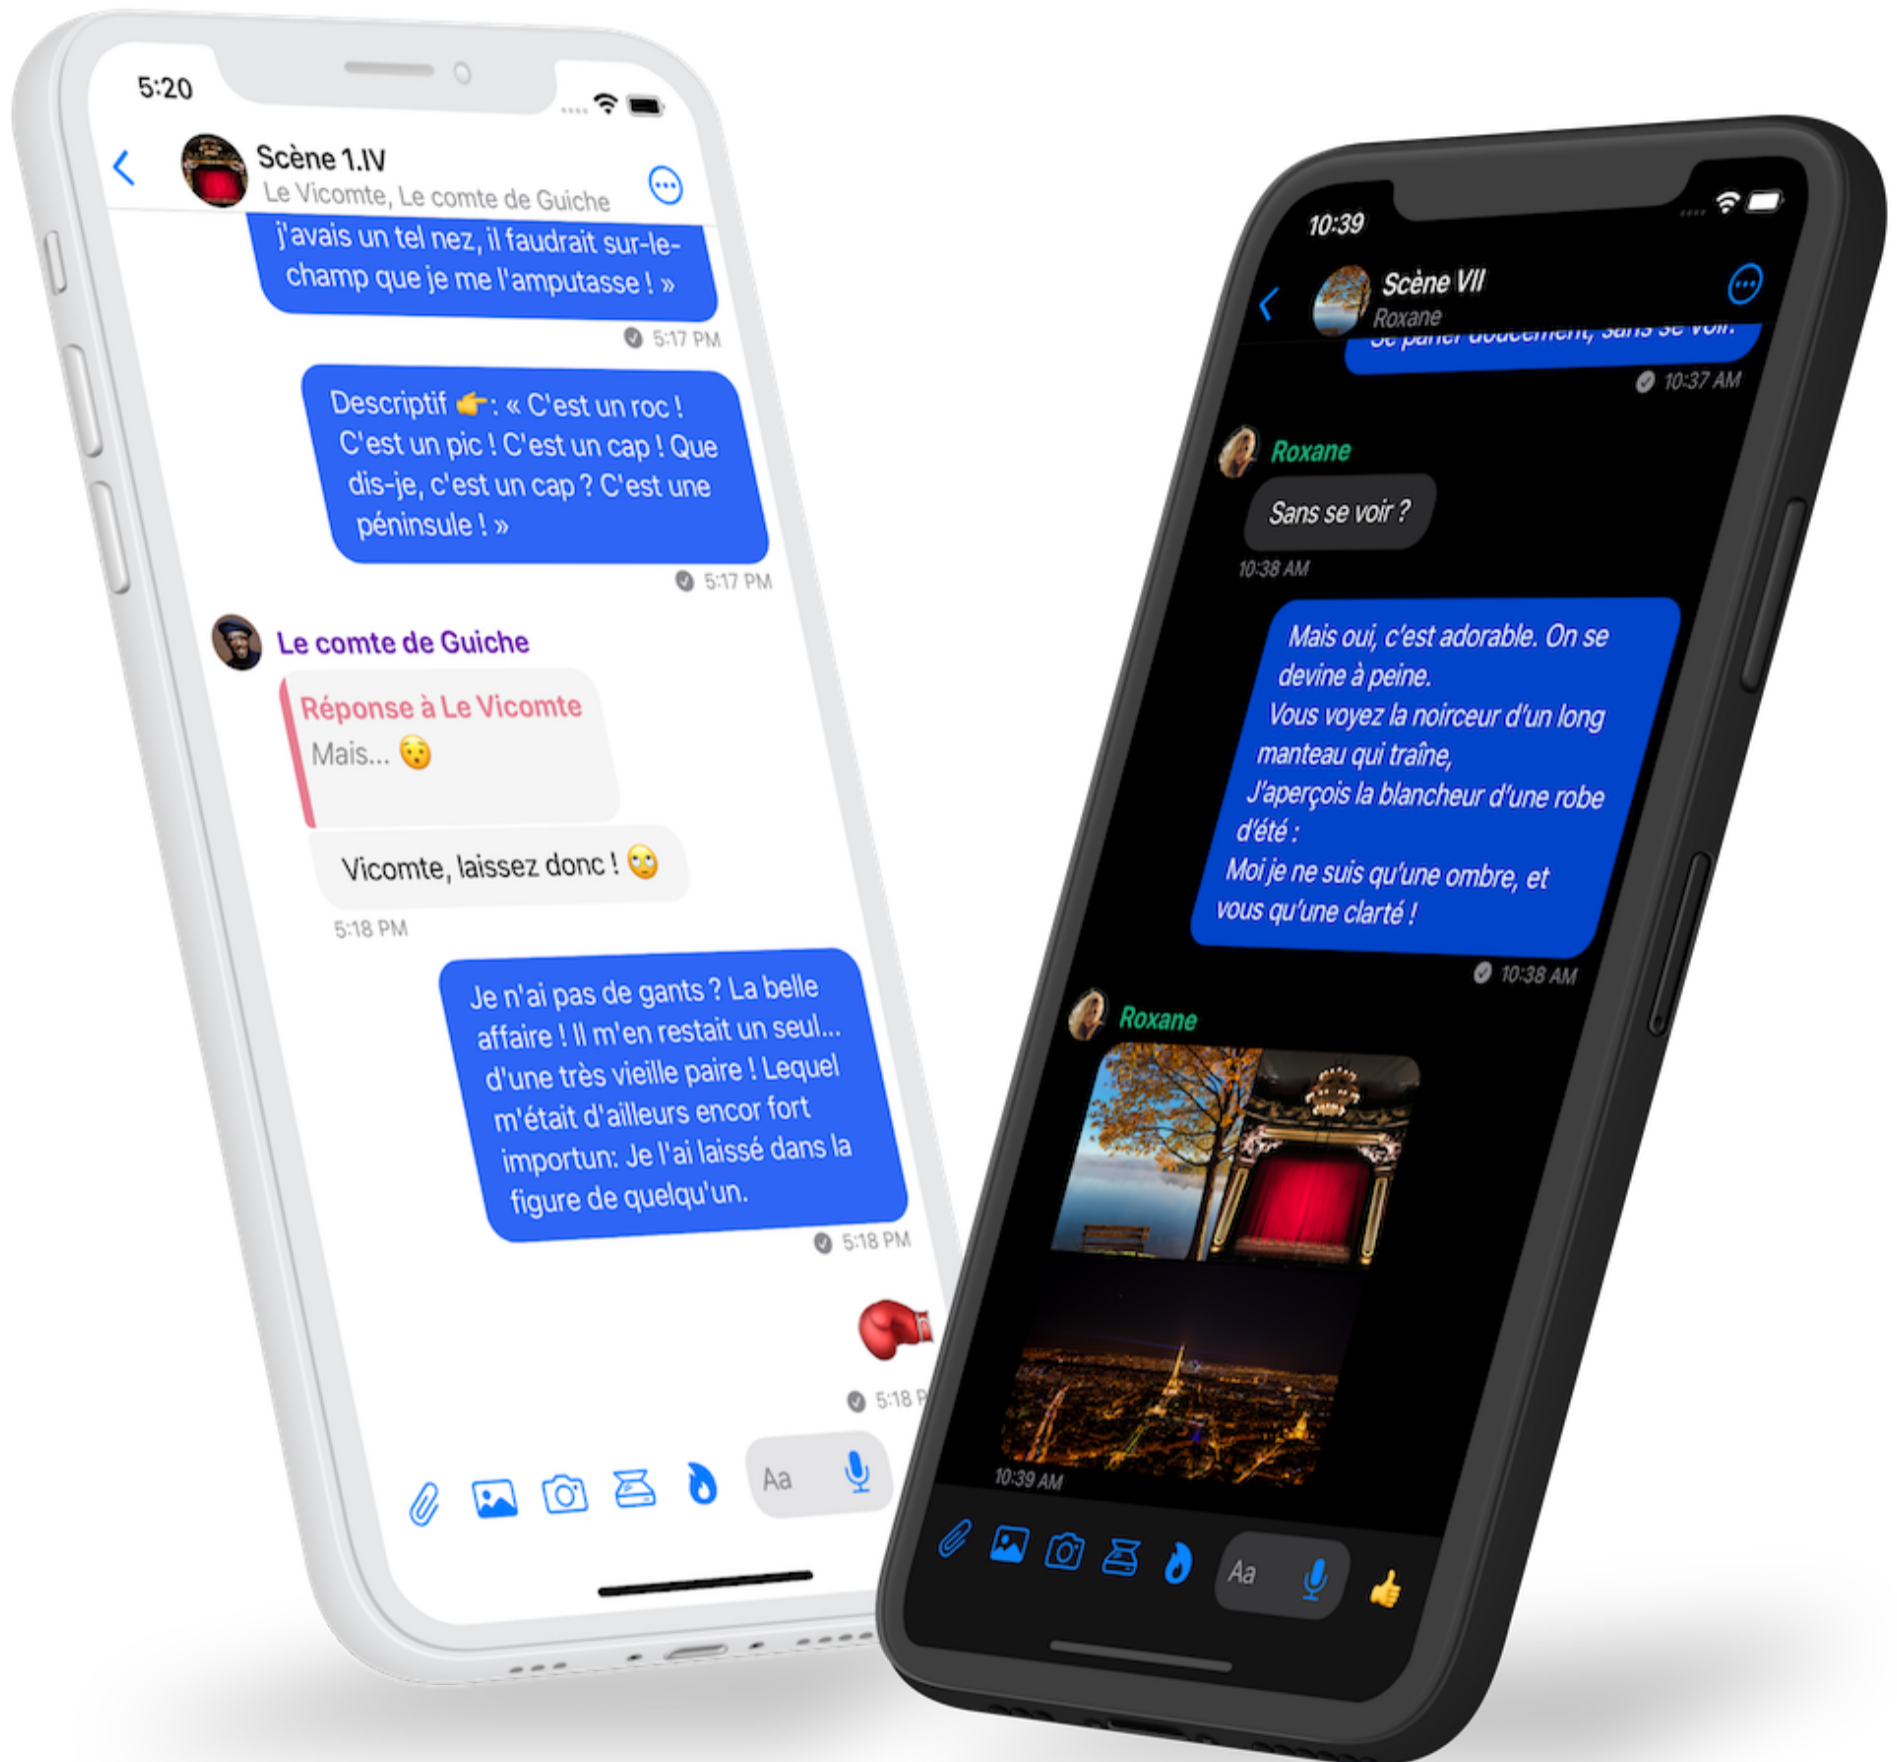 5:20
Scène 1.IV
Le Vicomte, Le comte de Guiche
j'avais un tel nez, il faudrait sur-le-
champ que je me l'amputasse ! »
5:17 PM
Descriptif 👉 : « C'est un roc !
C'est un pic ! C'est un cap ! Que
dis-je, c'est un cap ? C'est une
péninsule ! »
5:17 PM
Le comte de Guiche
Réponse à Le Vicomte
Mais... 😯
Vicomte, laissez donc ! 🙄
5:18 PM
Je n'ai pas de gants ? La belle
affaire ! Il m'en restait un seul...
d'une très vieille paire ! Lequel
m'était d'ailleurs encor fort
importun: Je l'ai laissé dans la
figure de quelqu'un.
5:18 PM
5:18 P
Aa
10:39
Scène VII
Roxane
Se parler doucement, sans se voir.
10:37 AM
Roxane
Sans se voir ?
10:38 AM
Mais oui, c'est adorable. On se
devine à peine.
Vous voyez la noirceur d'un long
manteau qui traîne,
J'aperçois la blancheur d'une robe
d'été :
Moi je ne suis qu'une ombre, et
vous qu'une clarté !
10:38 AM
Roxane
10:39 AM
Aa